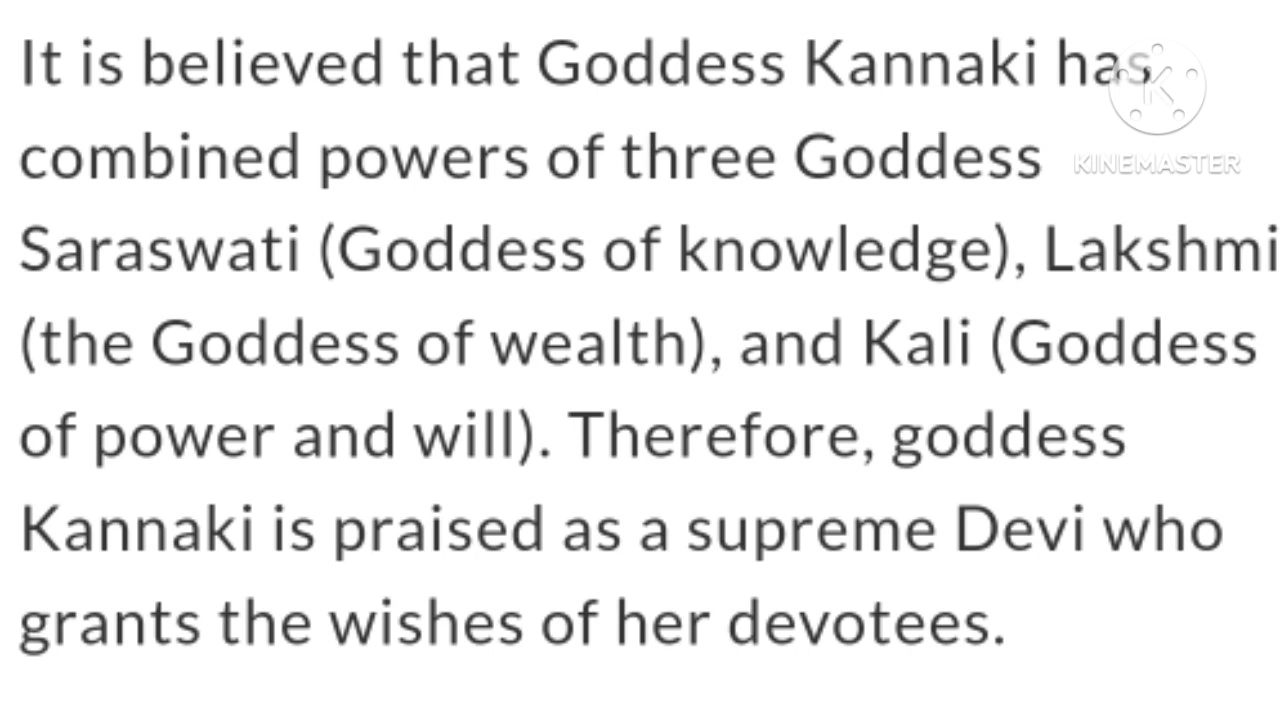 It is believed that Goddess Kannaki has
combined powers of three Goddess
KINEMASTER
Saraswati (Goddess of knowledge), Lakshmi
(the Goddess of wealth), and Kali (Goddess
of power and will). Therefore, goddess
Kannaki is praised as a supreme Devi who
grants the wishes of her devotees.